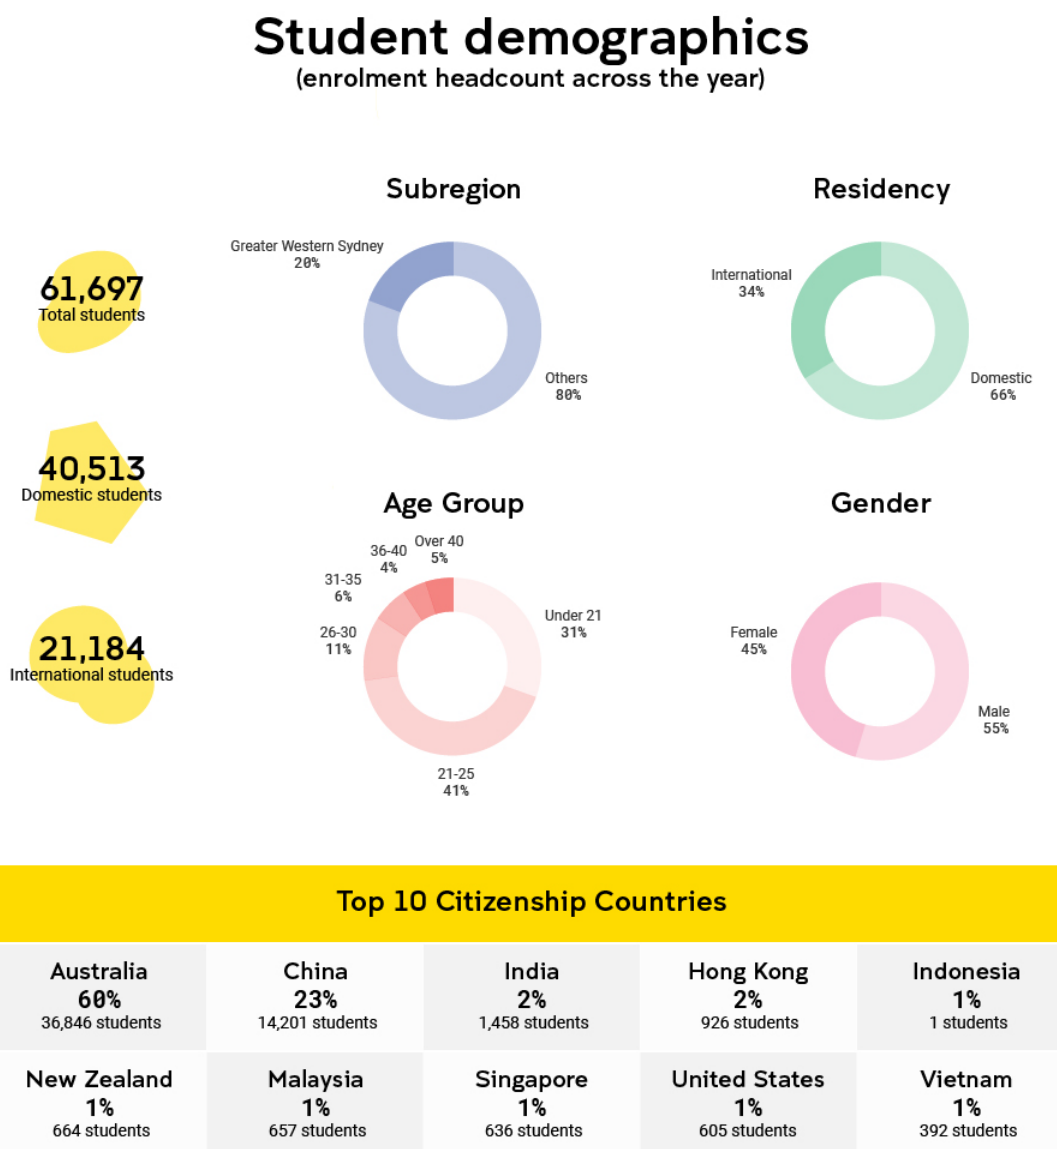 Student demographics
(enrolment headcount across the year)
61,697
Total students
40,513
Domestic students
21,184
International students
Subregion
Greater Western Sydney
20%
Others
80%
Residency
International
34%
Domestic
66%
Age Group
Over 40
5%
36-40
4%
31-35
6%
26-30
11%
Under 21
31%
21-25
41%
Gender
Female
45%
Male
55%
Top 10 Citizenship Countries
Australia
60%
36,846 students
China
23%
14,201 students
India
2%
1,458 students
Hong Kong
2%
926 students
Indonesia
1%
1 students
New Zealand
1%
664 students
Malaysia
1%
657 students
Singapore
1%
636 students
United States
1%
605 students
Vietnam
1%
392 students